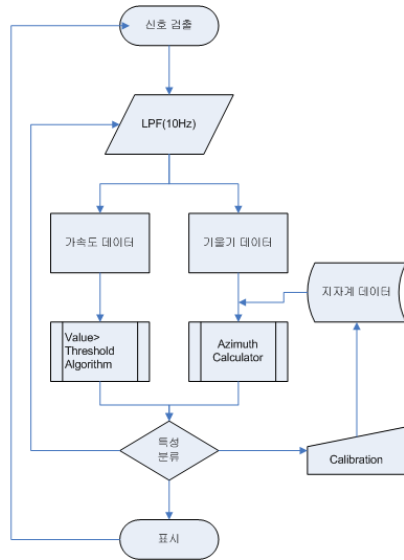 신호 검출
LPF(10Hz)
가속도 데이터
기울기 데이터
지자계 데이터
Value>
Threshold
Algorithm
Azimuth
Calculator
특성
분류
Calibration
표시